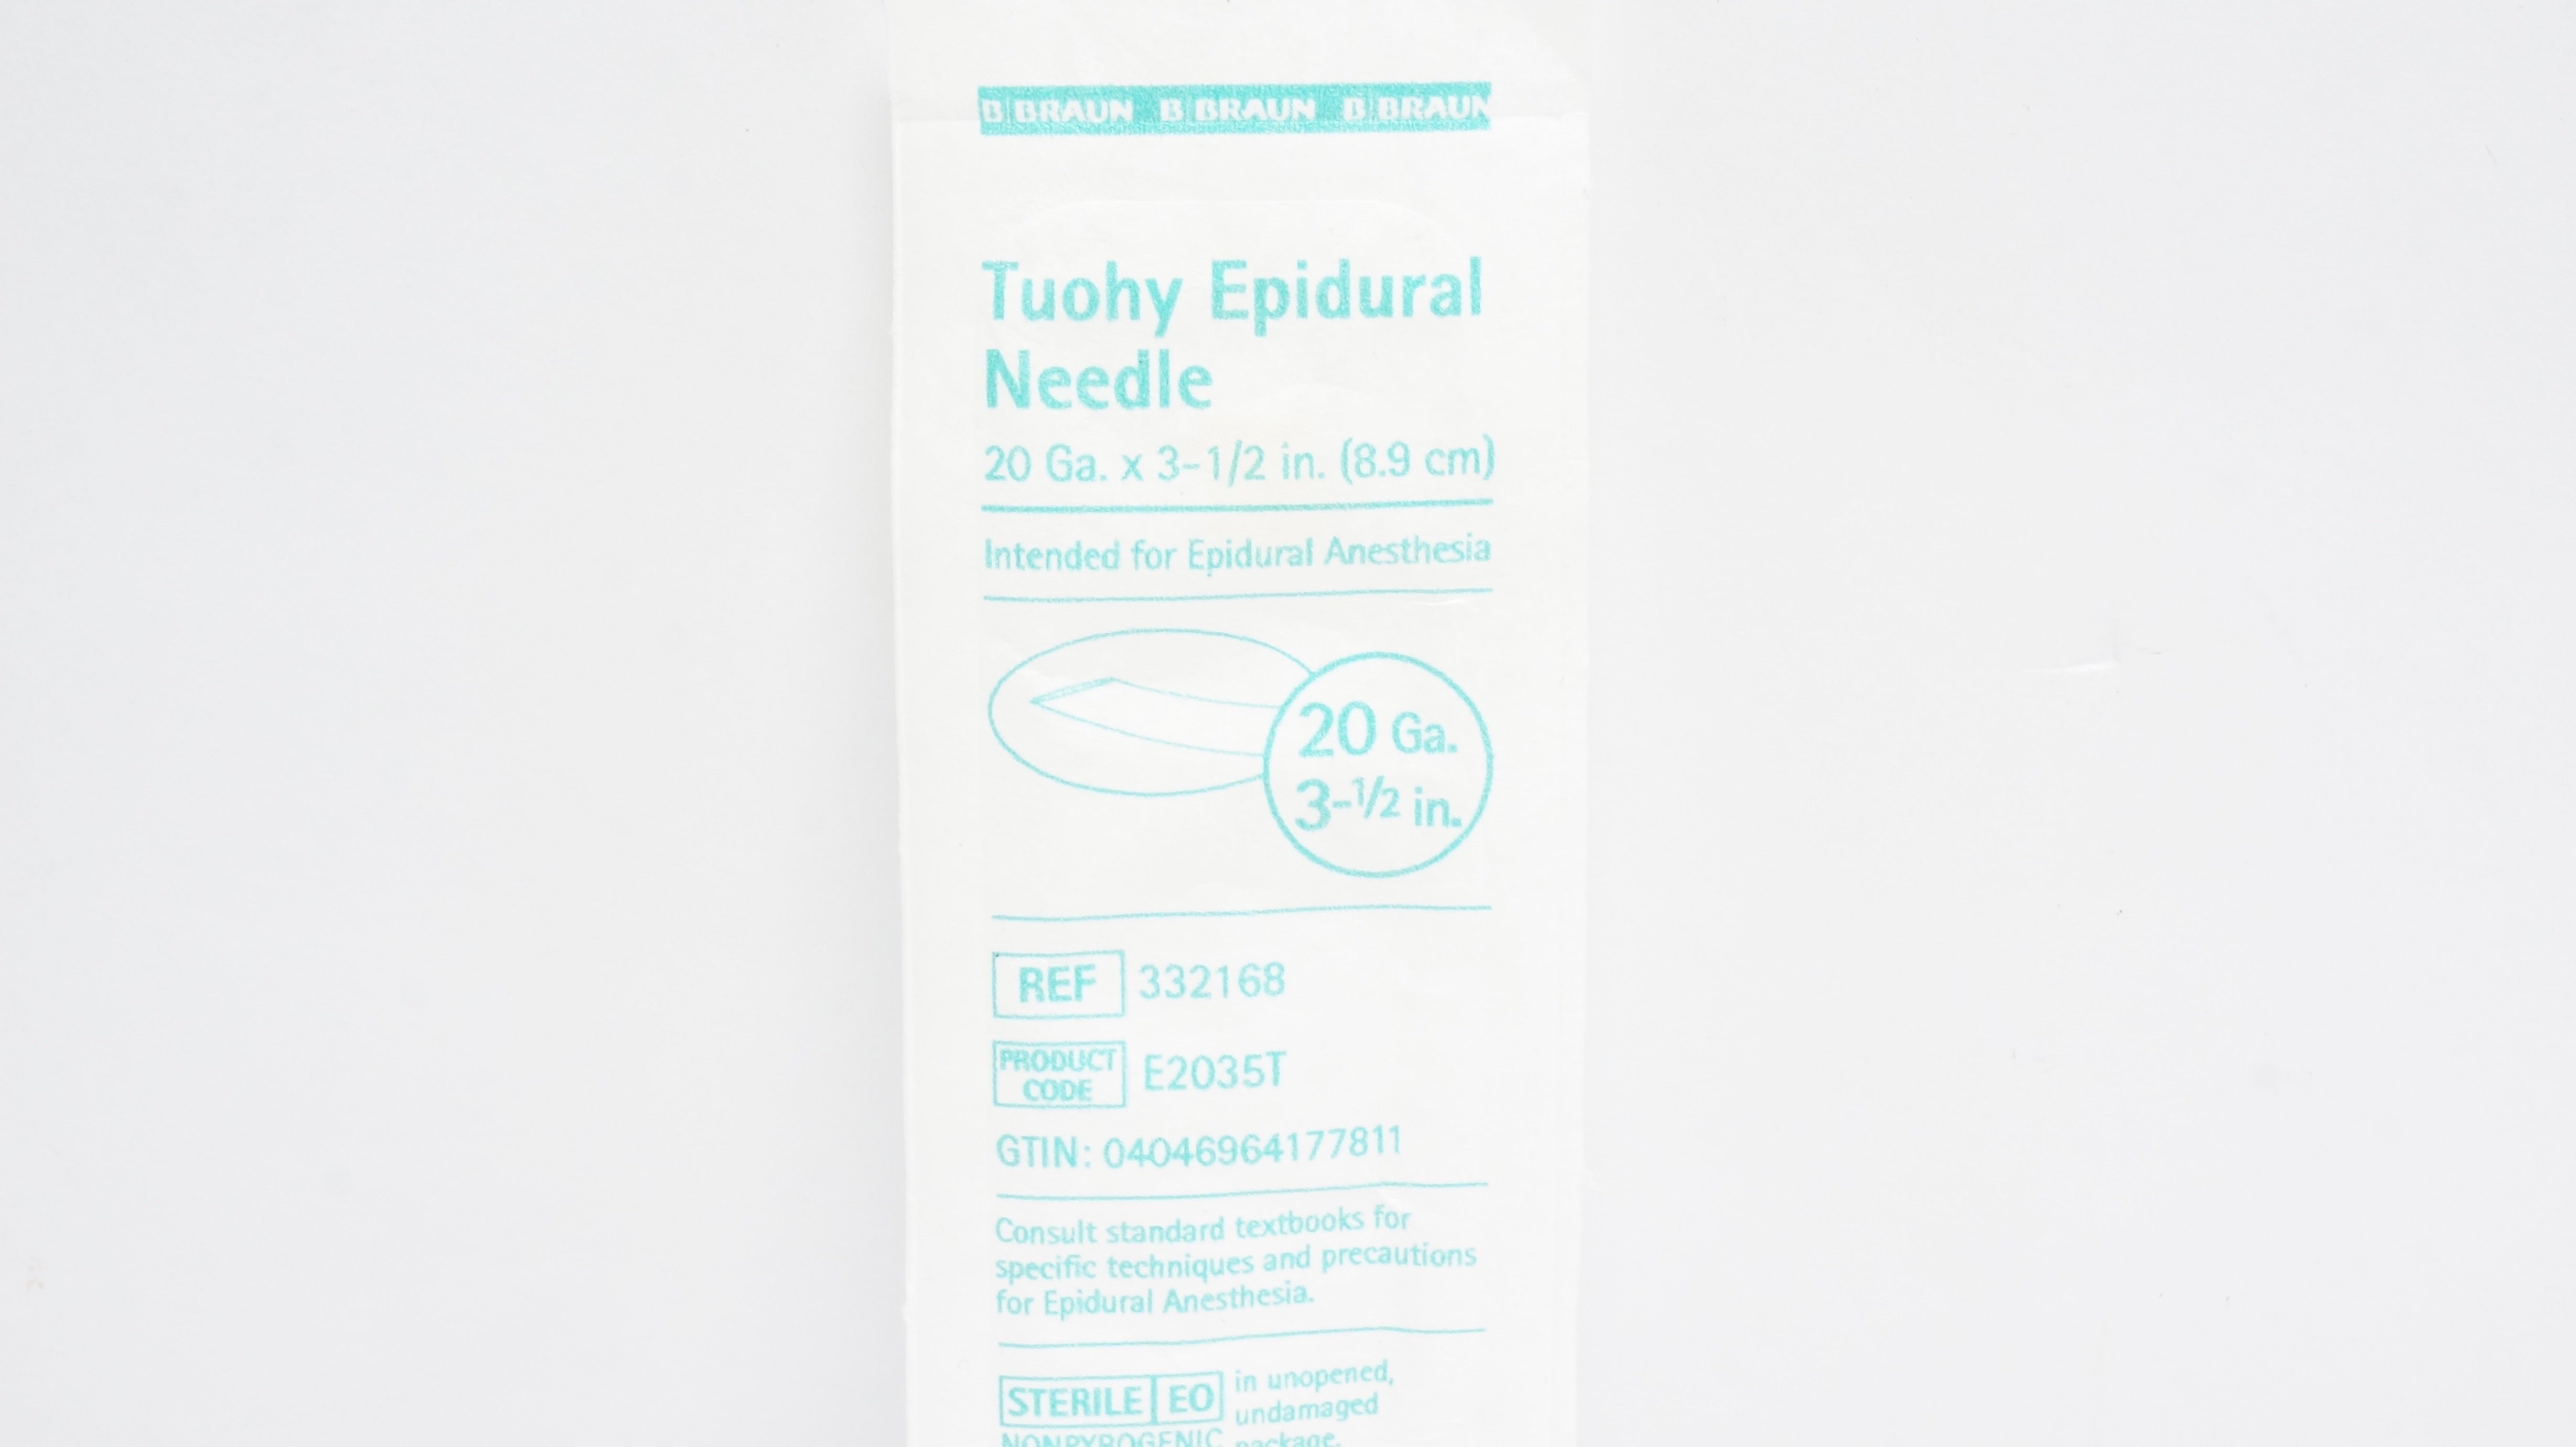 B|BRAUN B|BRAUN B|BRAUN
Tuohy Epidural
Needle
20 Ga. x 3-1/2 in. (8.9 cm)
Intended for Epidural Anesthesia
20 Ga.
3-1/2 in.
REF 332168
PRODUCT
CODE E2035T
GTIN: 04046964177811
Consult standard textbooks for
specific techniques and precautions
for Epidural Anesthesia.
STERILE EO in unopened,
undamaged
NONPYROGENIC package.